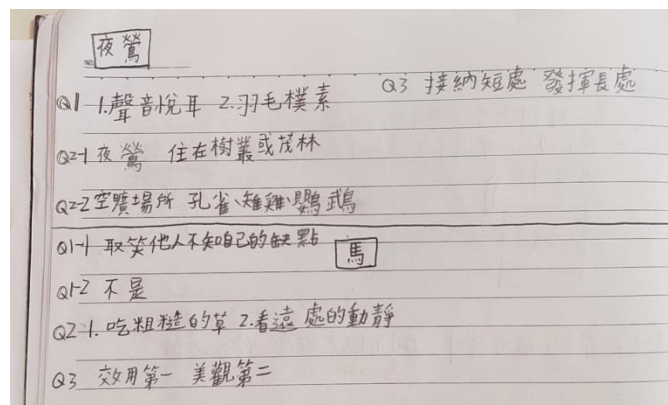 夜鶯
Q1 1.聲音悅耳 2.羽毛樸素
Q3 接納短處 發揮長處
Q2-1 夜鶯 住在樹叢或茂林
Q2-2 空曠場所 孔雀、雉雞、鸚鵡
Q1-1 取笑他人不知自己的缺點
馬
Q1-2 不是
Q2-1. 吃粗糙的草 2.看遠處的動靜
Q3 效用第一 美觀第二